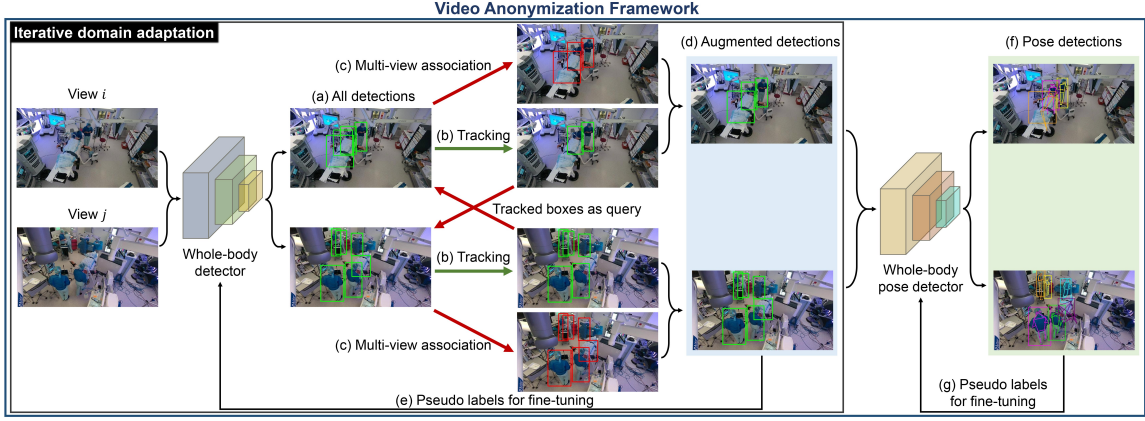 Video Anonymization Framework
Iterative domain adaptation
(d) Augmented detections
(f) Pose detections
(c) Multi-view association
View i
(a) All detections
(b) Tracking
View j
Tracked boxes as query
Whole-body
detector
(b) Tracking
Whole-body
pose detector
(c) Multi-view association
(g) Pseudo labels
for fine-tuning
(e) Pseudo labels for fine-tuning